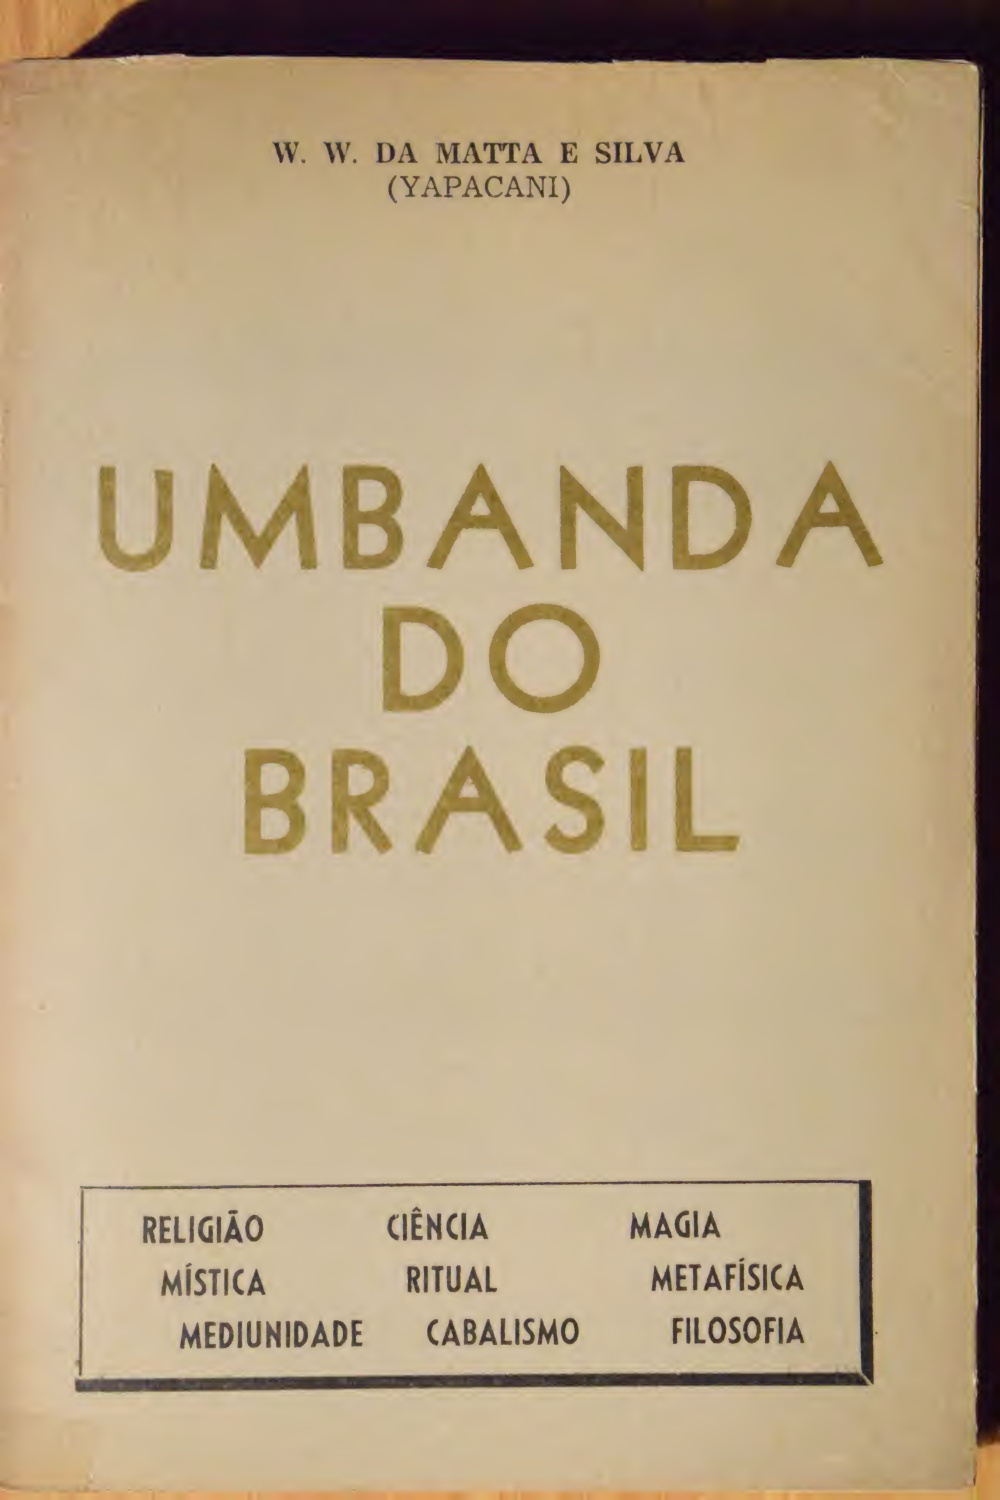 W. W. DA MATTA E SILVA
(YAPACANI)
UMBANDA
DO
BRASIL
RELIGIÃO CIÊNCIA MAGIA
MÍSTICA RITUAL METAFÍSICA
MEDIUNIDADE CABALISMO FILOSOFIA